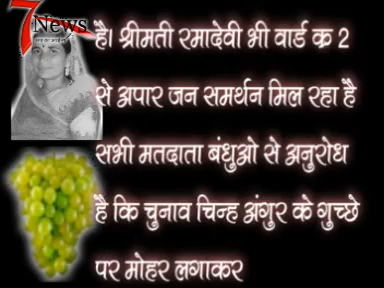 7 News
है। श्रीमती रमादेवी भी वार्ड क्र 2
से अपार जन समर्थन मिल रहा है
सभी मतदाता बंधुओ से अनुरोध
है कि चुनाव चिन्ह अंगुर के गुच्छे
पर मोहर लगाकर